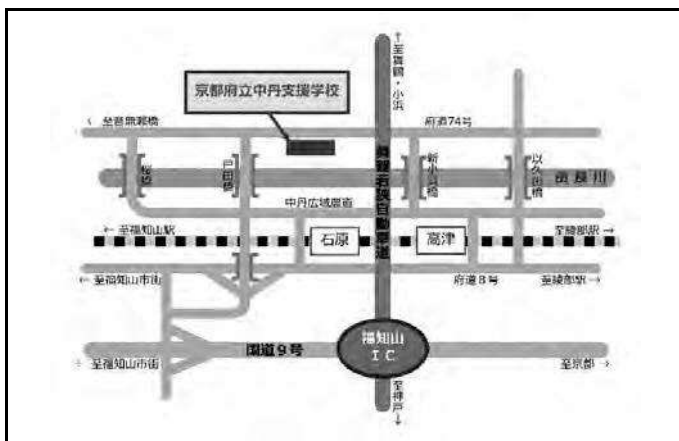 ↑至舞鶴・小浜
京都府立中丹支援学校
← 至音無瀬橋
府道74号
桜橋
戸田橋
舞鶴若狭自動車道
新小貝橋
以久田橋
由良川
中丹広域農道
← 至福知山駅
石原
高津
至綾部駅 →
← 至福知山市街
府道8号
至綾部駅→
福知山
IC
国道9号
← 至福知山市街
至京都 →
至神戸↓